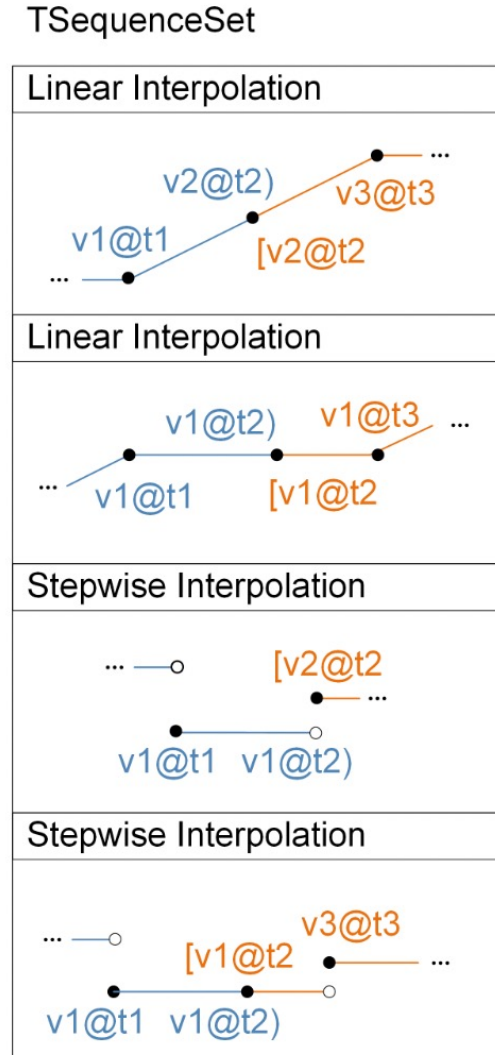 TSequenceSet
Linear Interpolation
v2@t2)
v3@t3
v1@t1
[v2@t2
...
...
Linear Interpolation
v1@t2)
v1@t3
...
...
v1@t1
[v1@t2
Stepwise Interpolation
...
[v2@t2
...
v1@t1
v1@t2)
Stepwise Interpolation
v3@t3
...
[v1@t2
...
v1@t1
v1@t2)